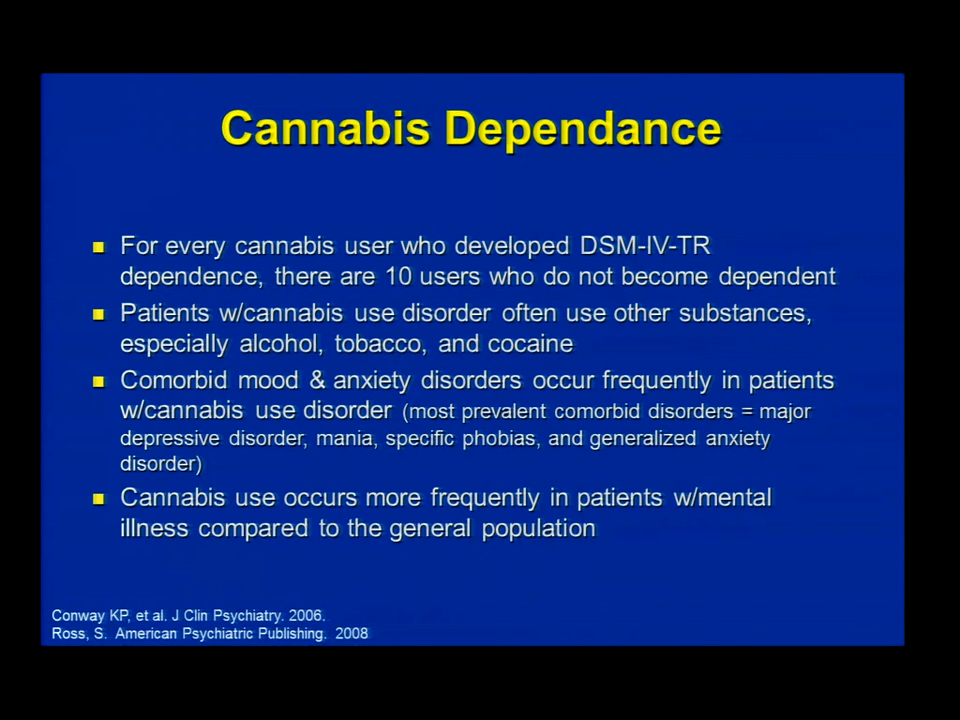 Cannabis Dependance
For every cannabis user who developed DSM-IV-TR
dependence, there are 10 users who do not become dependent
Patients w/cannabis use disorder often use other substances,
especially alcohol, tobacco, and cocaine
Comorbid mood & anxiety disorders occur frequently in patients
w/cannabis use disorder (most prevalent comorbid disorders = major
depressive disorder, mania, specific phobias, and generalized anxiety
disorder)
Cannabis use occurs more frequently in patients w/mental
illness compared to the general population
Conway KP, et al. J Clin Psychiatry. 2006.
Ross, S. American Psychiatric Publishing. 2008